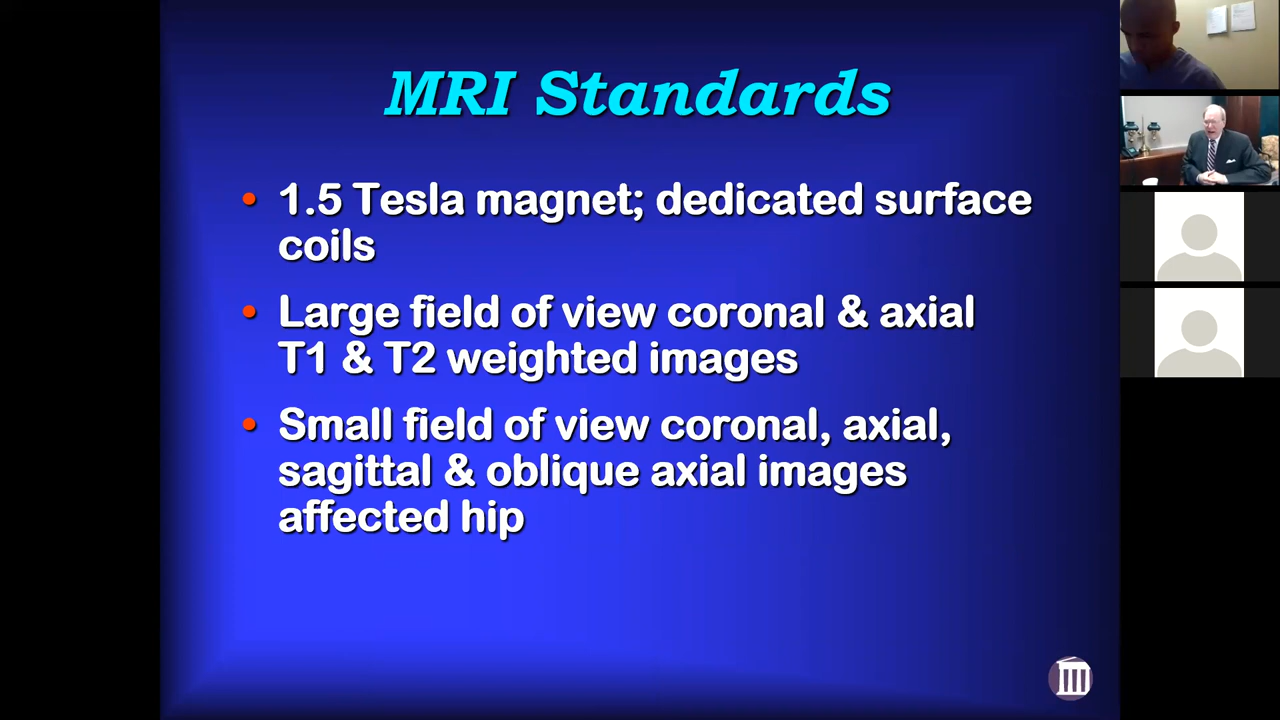 MRI Standards
• 1.5 Tesla magnet; dedicated surface
coils
• Large field of view coronal & axial
T1 & T2 weighted images
• Small field of view coronal, axial,
sagittal & oblique axial images
affected hip